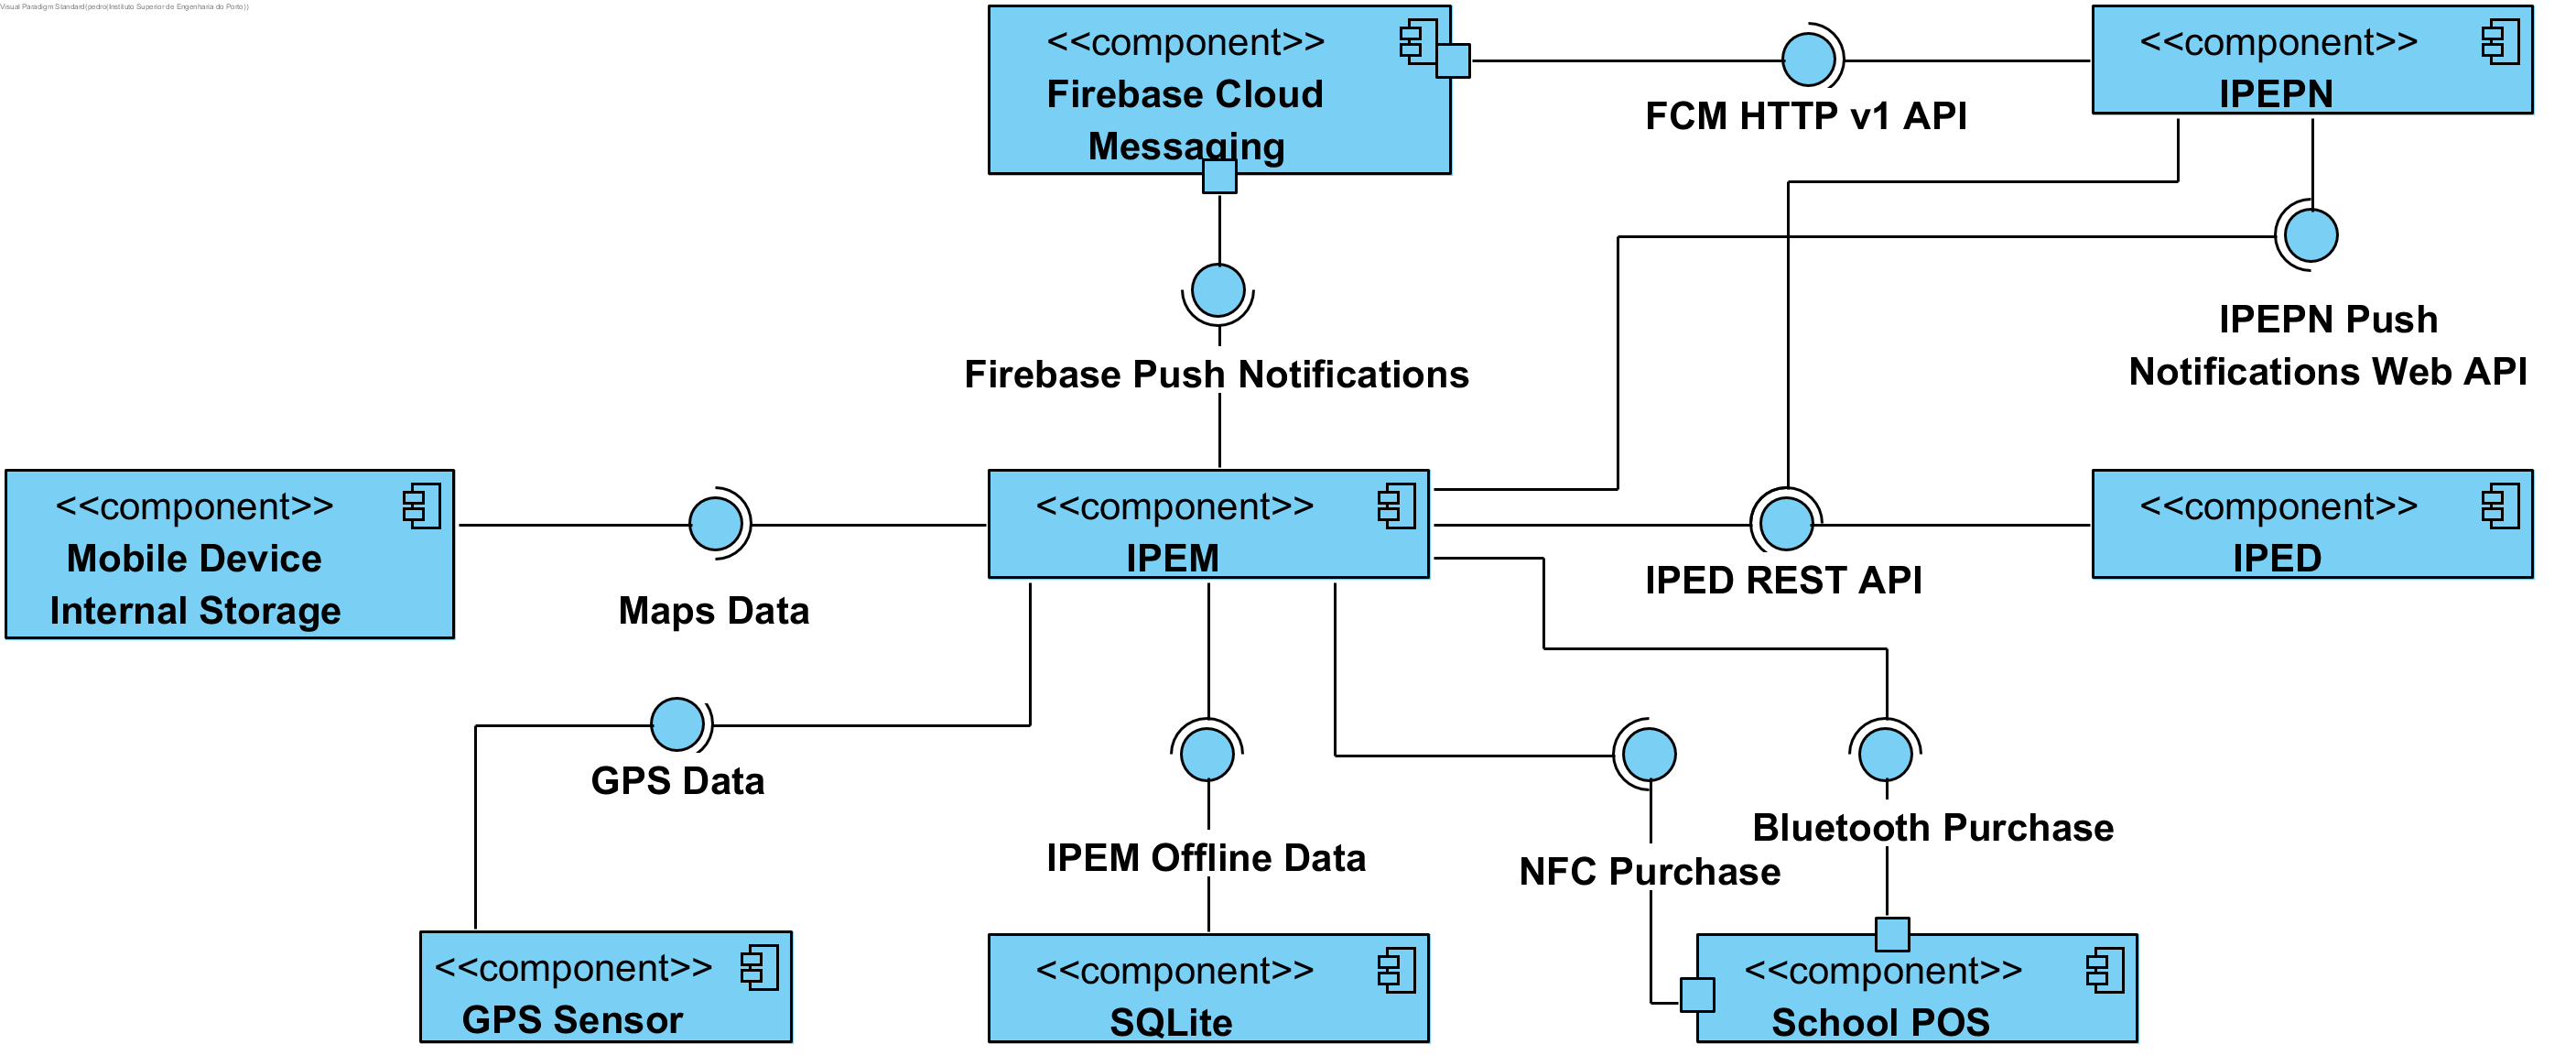 Visual Paradigm Standard(pedro(Instituto Superior de Engenharia do Porto))
<<component>>
Firebase Cloud
Messaging
FCM HTTP v1 API
<<component>>
IPEPN
IPEPN Push
Notifications Web API
Firebase Push Notifications
<<component>>
Mobile Device
Internal Storage
Maps Data
<<component>>
IPEM
IPED REST API
<<component>>
IPED
GPS Data
IPEM Offline Data
NFC Purchase
Bluetooth Purchase
<<component>>
GPS Sensor
<<component>>
SQLite
<<component>>
School POS